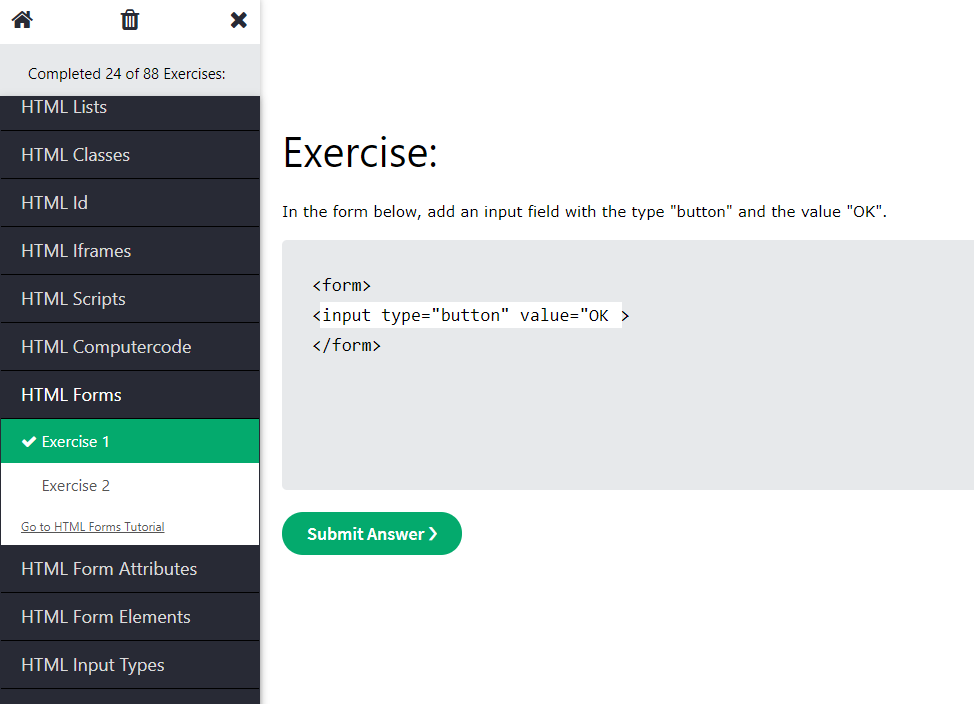 Completed 24 of 88 Exercises:
HTML Lists
HTML Classes
HTML Id
HTML Iframes
HTML Scripts
HTML Computercode
HTML Forms
Exercise 1
Exercise 2
Go to HTML Forms Tutorial
HTML Form Attributes
HTML Form Elements
HTML Input Types
Exercise:
In the form below, add an input field with the type "button" and the value "OK".
<form>
<input type="button" value="OK >
</form>
Submit Answer ❯